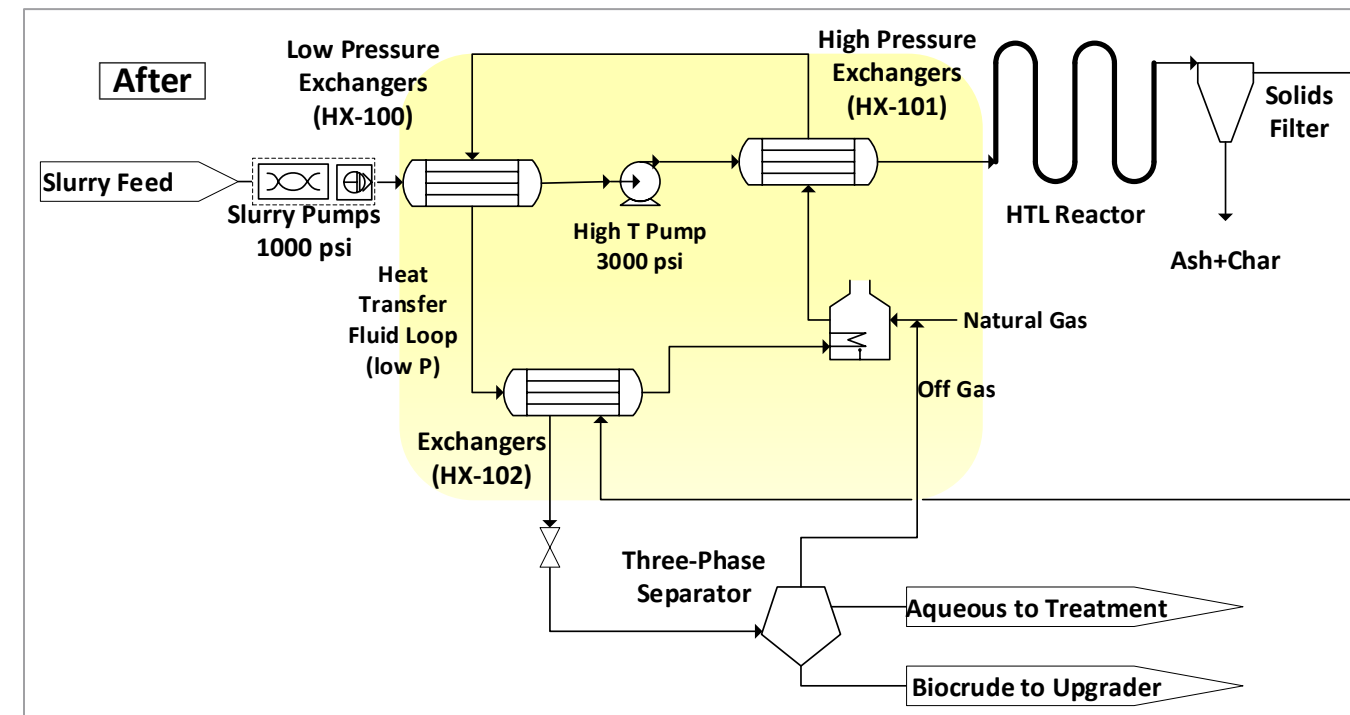 After
Low Pressure
Exchangers
(HX-100)
High Pressure
Exchangers
(HX-101)
Solids
Filter
Slurry Feed
Slurry Pumps
1000 psi
High T Pump
3000 psi
HTL Reactor
Ash+Char
Heat
Transfer
Fluid Loop
(low P)
Natural Gas
Off Gas
Exchangers
(HX-102)
Three-Phase
Separator
Aqueous to Treatment
Biocrude to Upgrader